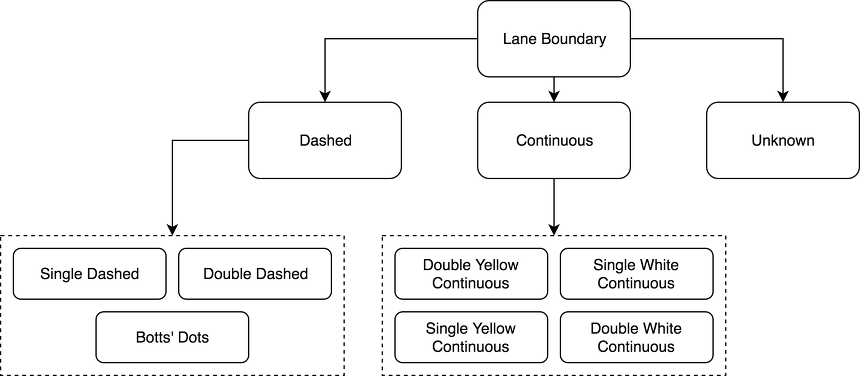 Lane Boundary
Dashed
Continuous
Unknown
Single Dashed
Double Dashed
Botts' Dots
Double Yellow
Continuous
Single White
Continuous
Single Yellow
Continuous
Double White
Continuous